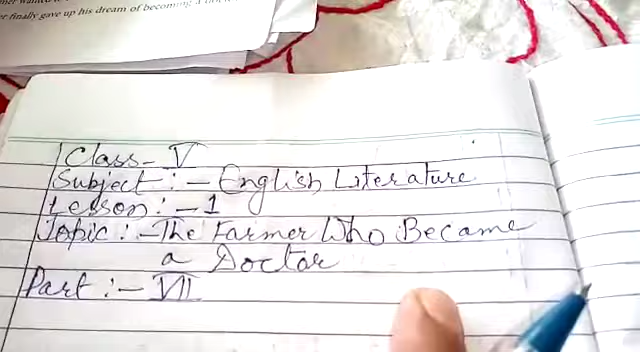 er finally gave up his dream of becoming a
Class - V
Subject :- English Literature
Lesson :- 1
Topic :- The Farmer Who Became
a Doctor
Part :- VII